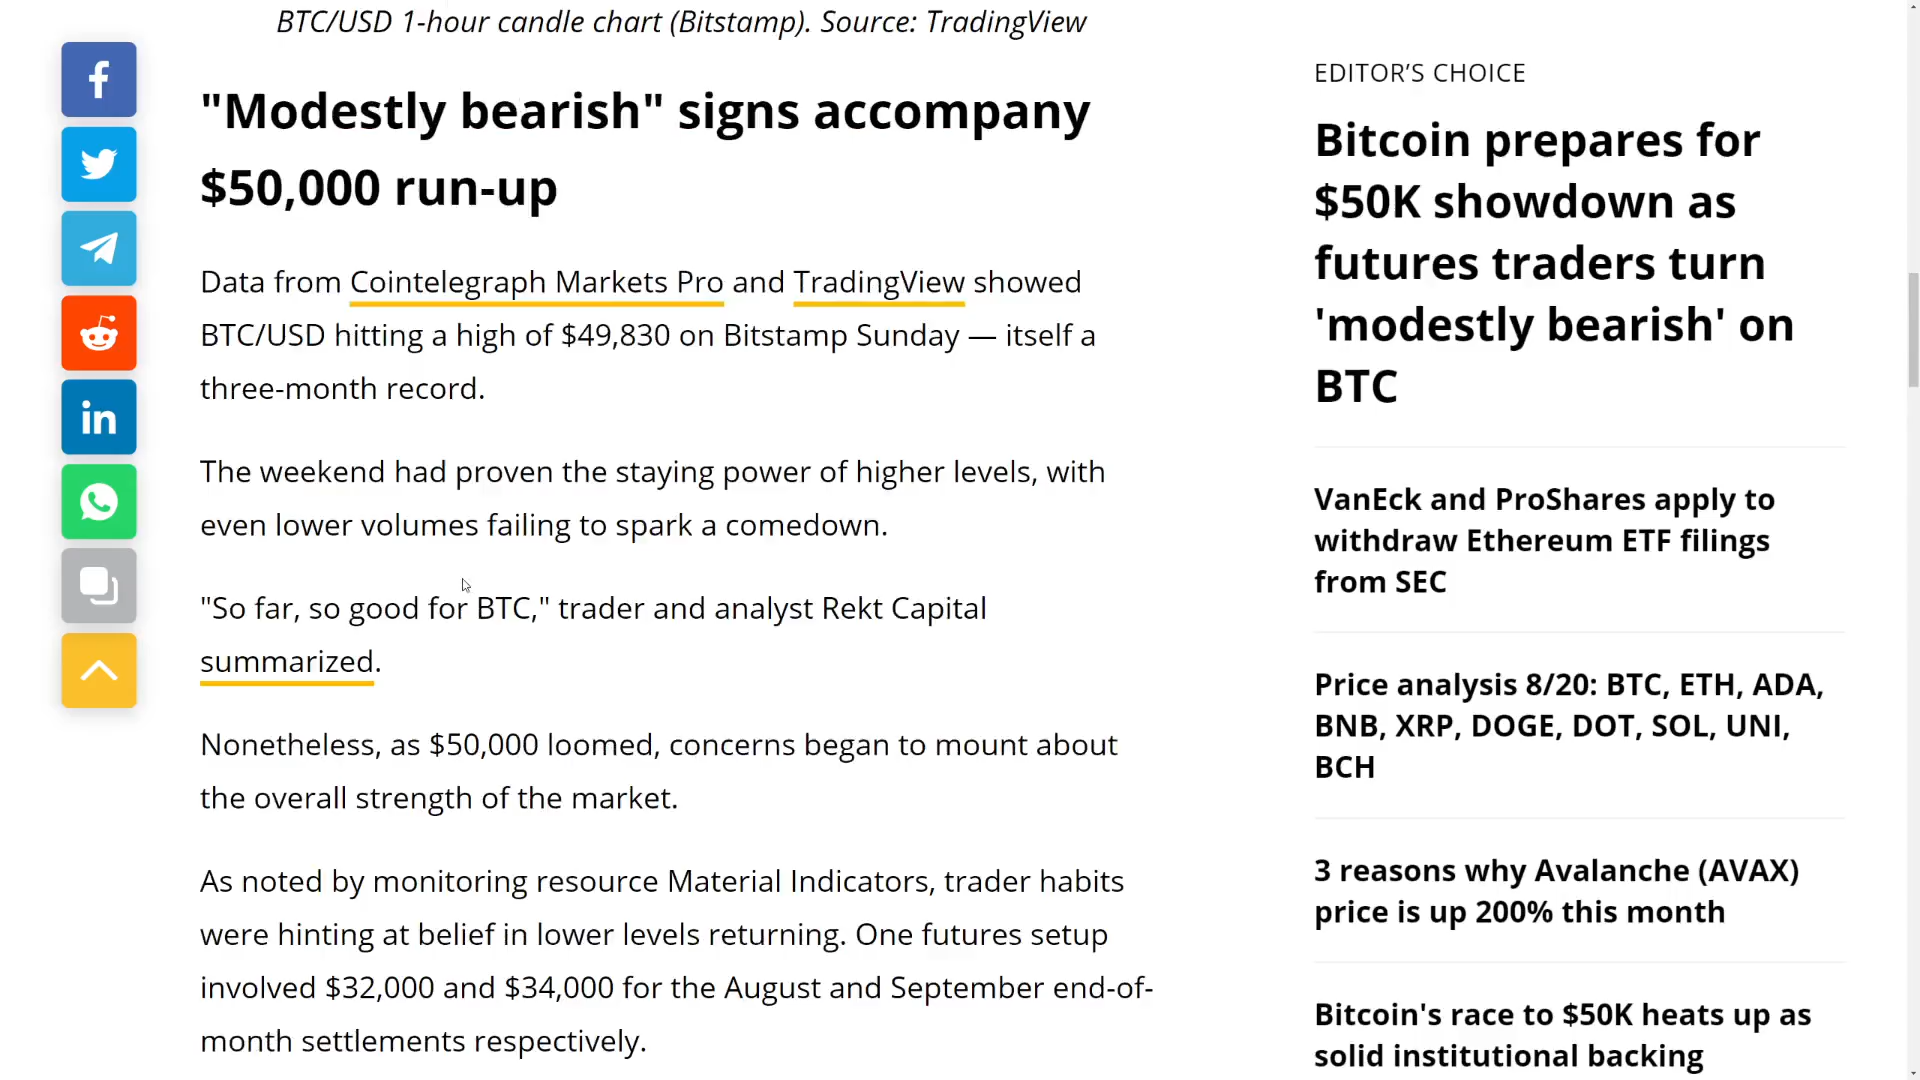 BTC/USD 1-hour candle chart (Bitstamp). Source: TradingView
"Modestly bearish" signs accompany
$50,000 run-up
Data from Cointelegraph Markets Pro and TradingView showed
BTC/USD hitting a high of $49,830 on Bitstamp Sunday — itself a
three-month record.
The weekend had proven the staying power of higher levels, with
even lower volumes failing to spark a comedown.
"So far, so good for BTC," trader and analyst Rekt Capital
summarized.
Nonetheless, as $50,000 loomed, concerns began to mount about
the overall strength of the market.
As noted by monitoring resource Material Indicators, trader habits
were hinting at belief in lower levels returning. One futures setup
involved $32,000 and $34,000 for the August and September end-of-
month settlements respectively.
EDITOR’S CHOICE
Bitcoin prepares for
$50K showdown as
futures traders turn
'modestly bearish' on
BTC
VanEck and ProShares apply to
withdraw Ethereum ETF filings
from SEC
Price analysis 8/20: BTC, ETH, ADA,
BNB, XRP, DOGE, DOT, SOL, UNI,
BCH
3 reasons why Avalanche (AVAX)
price is up 200% this month
Bitcoin's race to $50K heats up as
solid institutional backing